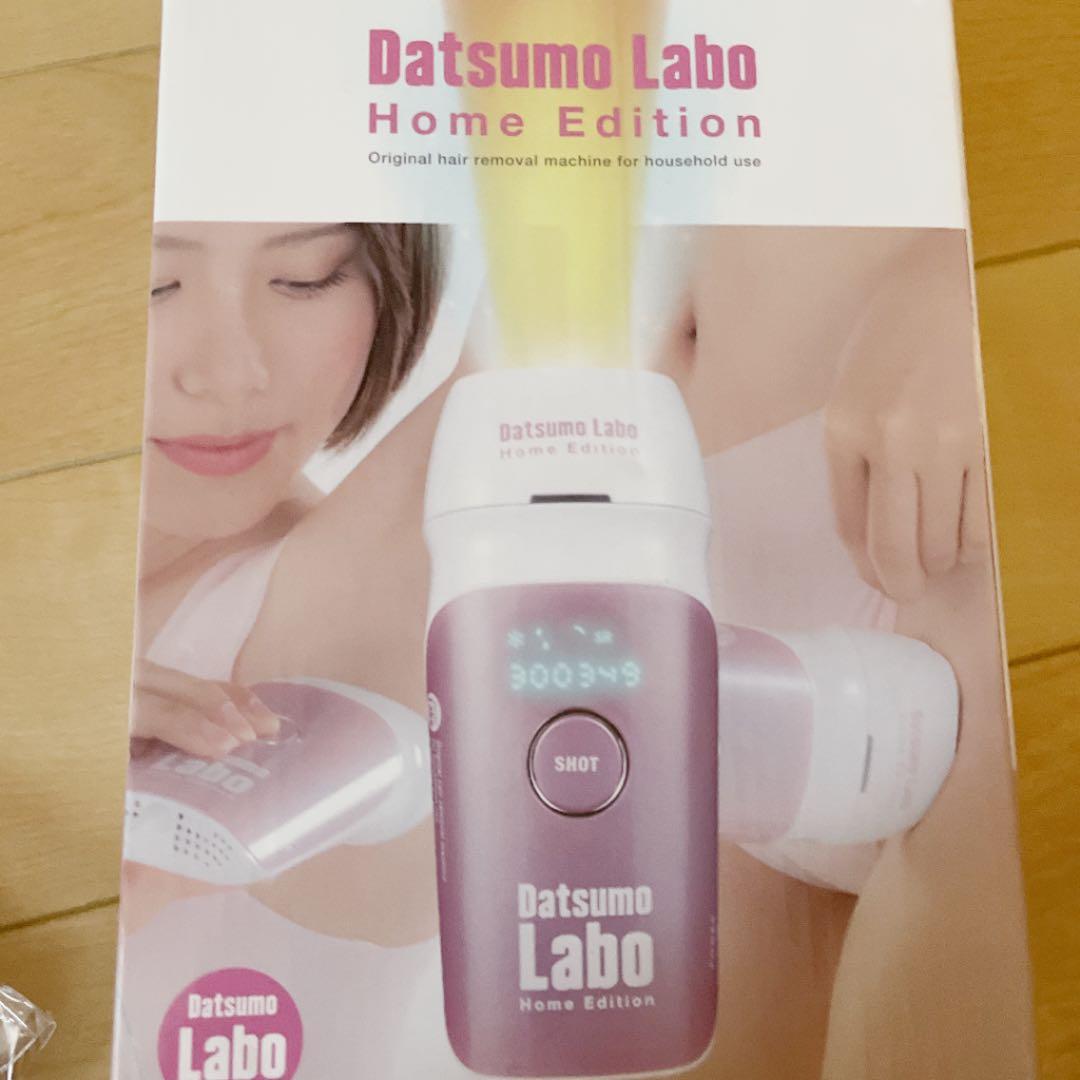 Datsumo Labo
Home Edition
Original hair removal machine for household use
Datsumo Labo
Home Edition
300349
SHOT
Labo
Datsumo
Labo
Home Edition
Datsumo
Labo